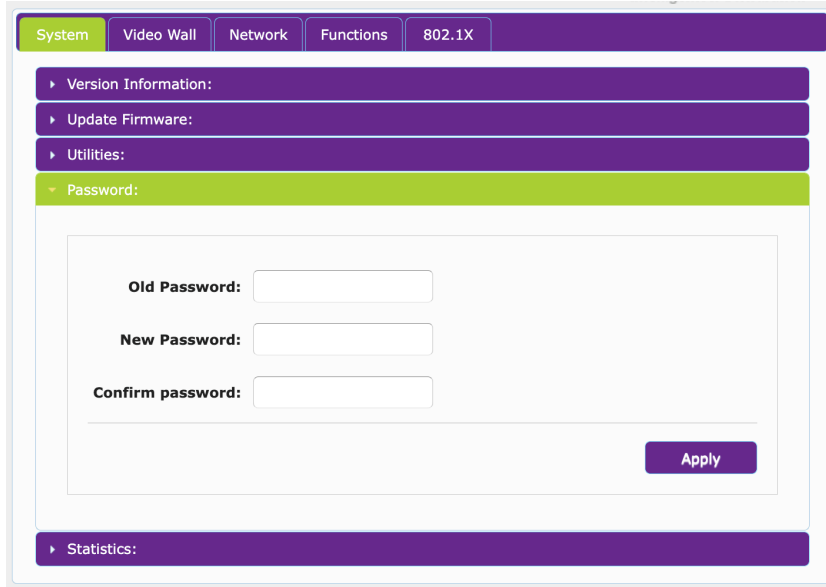 System Video Wall Network Functions 802.1X
Version Information:
Update Firmware:
Utilities:
Password:
Old Password:
New Password:
Confirm password:
Apply
Statistics: